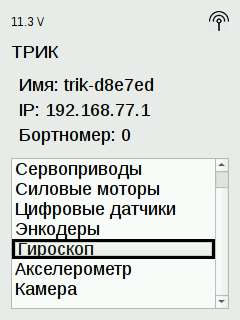 11.3 V
ТРИК
Имя: trik-d8e7ed
IP: 192.168.77.1
Бортномер: 0
Сервоприводы
Силовые моторы
Цифровые датчики
Энкодеры
Гироскоп
Акселерометр
Камера